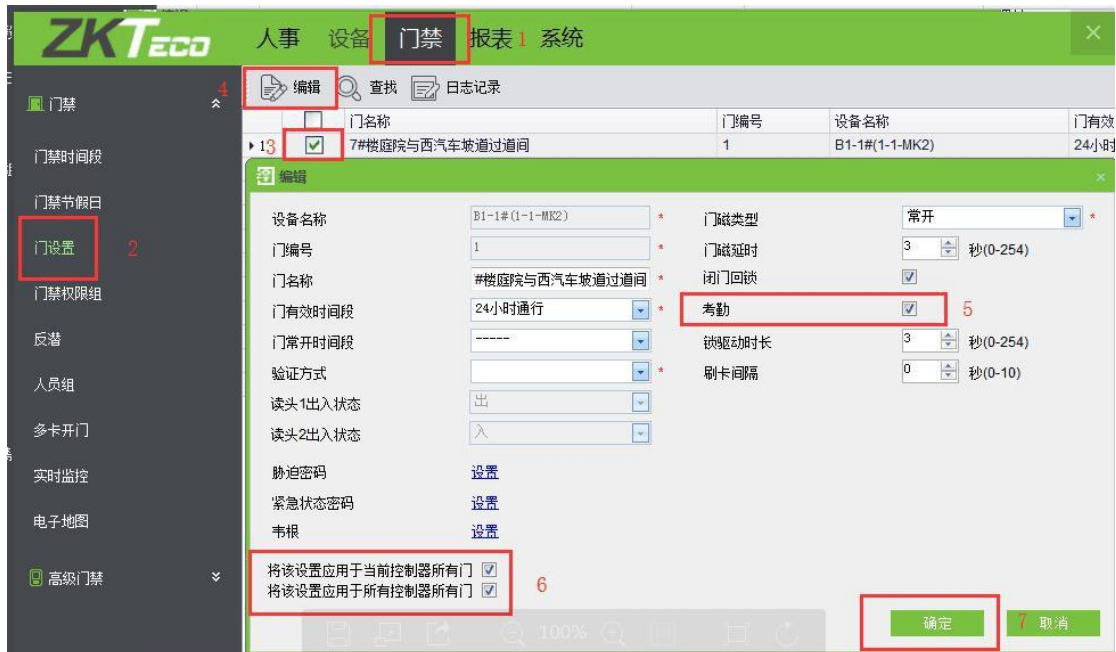 ZKTeco 人事 设备 门禁 报表 1 系统
4 编辑 查找 日志记录
门禁
门禁时间段
门禁节假日
门设置 2
门禁权限组
反潜
人员组
多卡开门
实时监控
电子地图
高级门禁
门名称 门编号 设备名称 门有效
1 3 7#楼庭院与西汽车坡道过道间 1 B1-1#(1-1-MK2) 24小时
编辑
设备名称 B1-1#(1-1-MK2) * 门磁类型 常开 *
门编号 1 * 门磁延时 3 秒(0-254)
门名称 #楼庭院与西汽车坡道过道间 * 闭门回锁
门有效时间段 24小时通行 * 考勤 5
门常开时间段 ----- 锁驱动时长 3 秒(0-254)
验证方式 * 刷卡间隔 0 秒(0-10)
读头1出入状态 出
读头2出入状态 入
胁迫密码 设置
紧急状态密码 设置
韦根 设置
将该设置应用于当前控制器所有门
将该设置应用于所有控制器所有门 6
100%
确定 7 取消